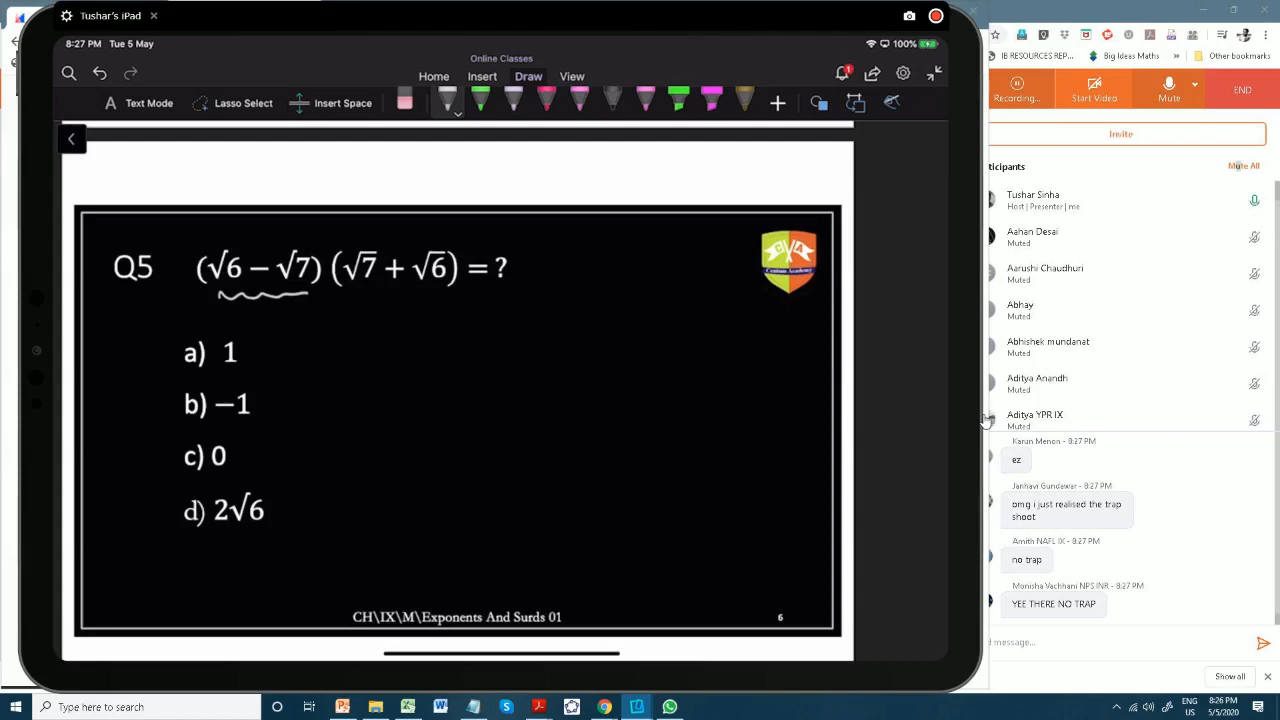 Tushar's iPad
8:27 PM Tue 5 May
100%
Online Classes
Home Insert Draw View
1
Text Mode Lasso Select Insert Space
Q5 (√6 − √7) (√7 + √6) = ?
a) 1
b) −1
c) 0
d) 2√6
Centum Academy
CH\IX\M\Exponents And Surds 01
6
IB RESOURCES REP... Big Ideas Maths » Other bookmarks
Recording... Start Video Mute END
Invite
ticipants Mute All
Tushar Sinha
Host | Presenter | me
Aahan Desai
Muted
Aarushi Chaudhuri
Muted
Abhay
Muted
Abhishek mundanat
Muted
Aditya Anandh
Muted
Aditya YPR IX
Muted
Karun Menon - 8:27 PM
ez
Janhavi Gundawar - 8:27 PM
omg i just realised the trap
shoot
Amith NAFL IX - 8:27 PM
no trap
Monisha Vachhani NPS INR - 8:27 PM
YEE THERE NO TRAP
d message...
Show all
Type here to search
ENG
US
8:26 PM
5/5/2020